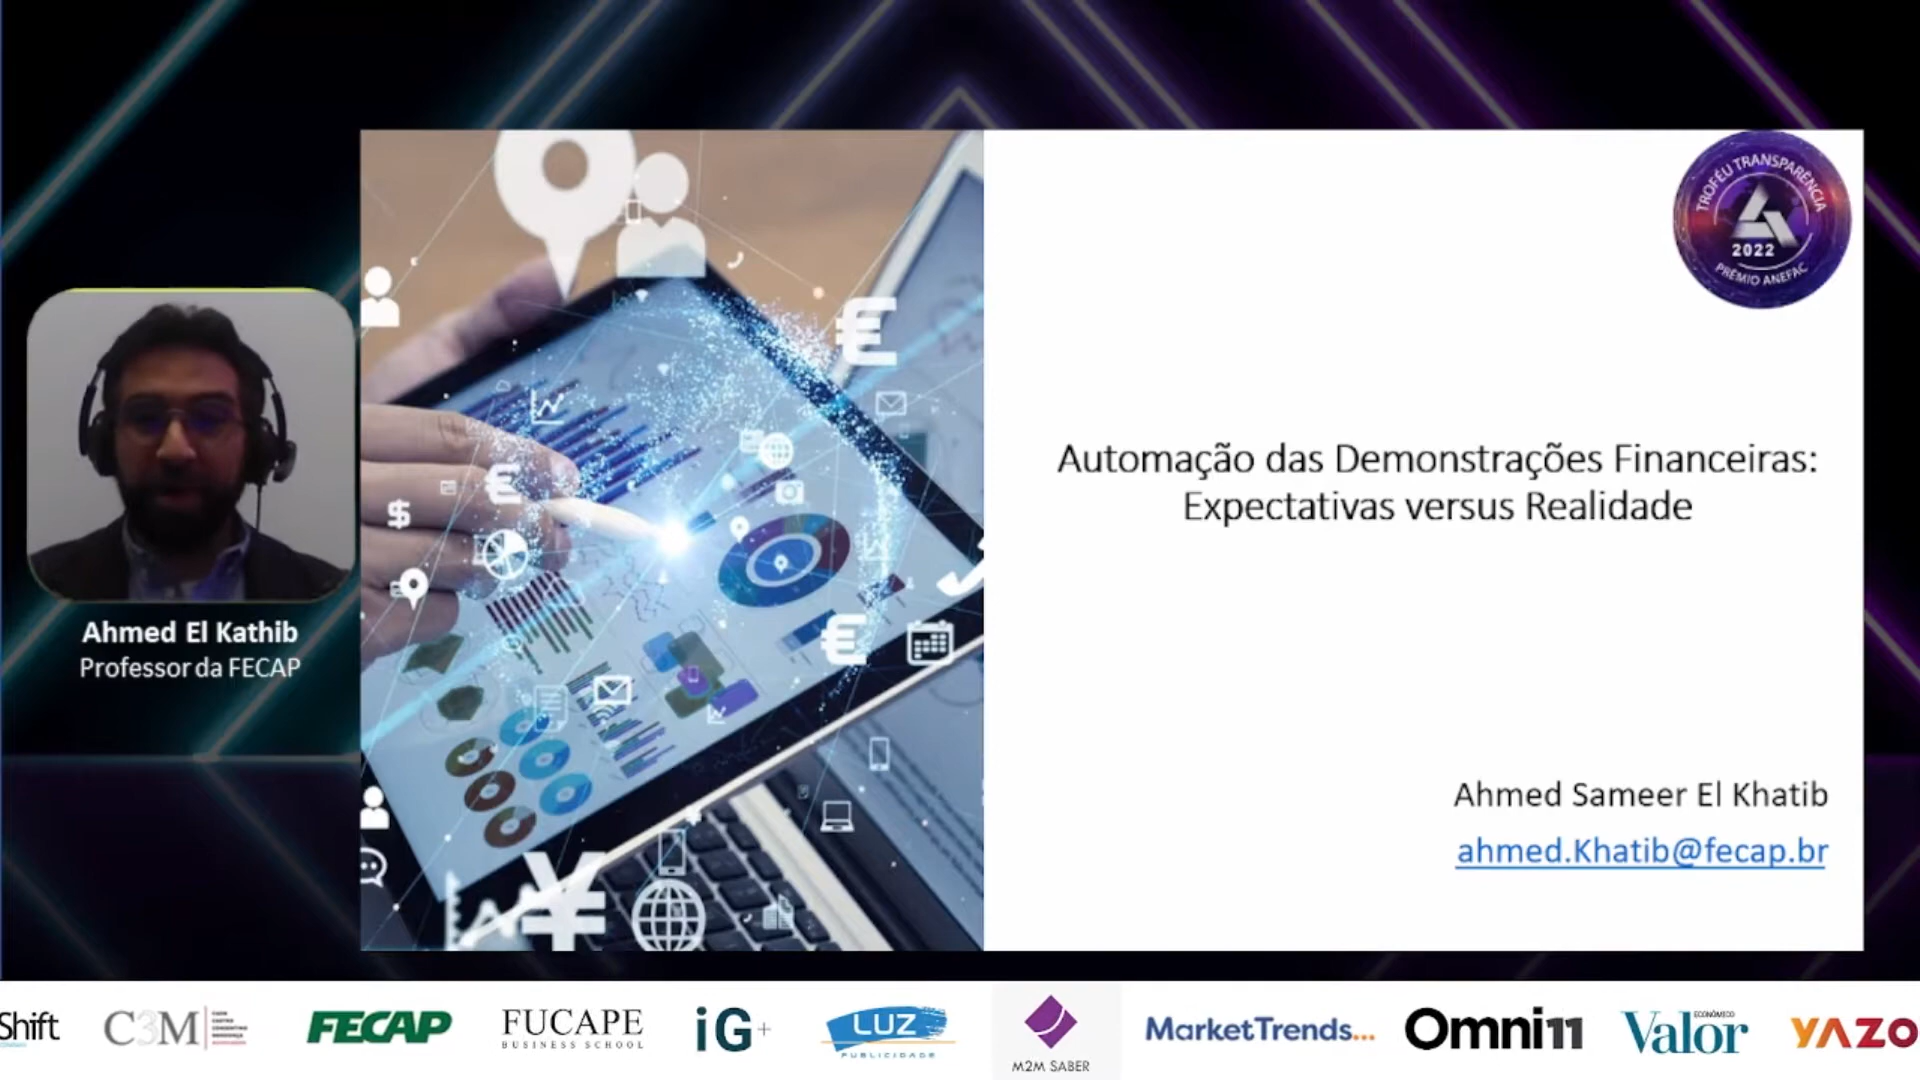 TROFÉU TRANSPARÊNCIA
2022
PRÊMIO ANEFAC
Automação das Demonstrações Financeiras:
Expectativas versus Realidade
Ahmed El Kathib
Professor da FECAP
Ahmed Sameer El Khatib
ahmed.Khatib@fecap.br
Shift
C3M
FECAP
FUCAPE
BUSINESS SCHOOL
iG+
LUZ
PUBLICIDADE
M2M SABER
MarketTrends...
Omni11
ECONÔMICO
Valor
YAZO